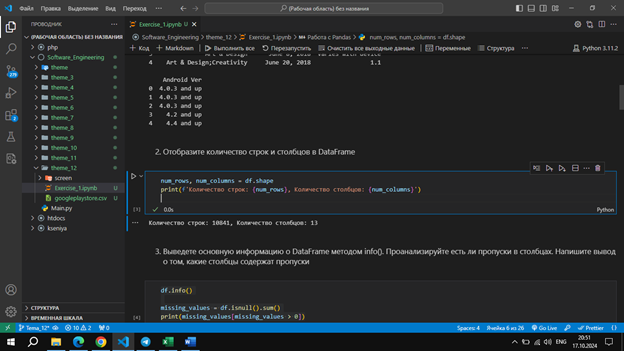 Файл Правка Выделение Вид Переход ···
(Рабочая область) без названия
ПРОВОДНИК
Exercise_1.ipynb U
(РАБОЧАЯ ОБЛАСТЬ) БЕЗ НАЗВАНИЯ
Software_Engineering > theme_12 > Exercise_1.ipynb > Работа с Pandas > num_rows, num_columns = df.shape
php
+ Код + Markdown Выполнить все Перезапустить Очистить все выходные данные Переменные Структура ··· Python 3.11.2
Software_Engineering
theme
theme_3
theme_4
theme_5
theme_6
theme_7
theme_8
theme_9
theme_10
theme_11
theme_12
screen
Exercise_1.ipynb U
googleplaystore.csv U
Main.py
htdocs
kseniya
4 Art & Design;Creativity June 20, 2018 1.1
Android Ver
0 4.0.3 and up
1 4.0.3 and up
2 4.0.3 and up
3 4.2 and up
4 4.4 and up
2. Отобразите количество строк и столбцов в DataFrame
num_rows, num_columns = df.shape
print(f'Количество строк: {num_rows}, Количество столбцов: {num_columns}')
[3] 0.0s Python
Количество строк: 10841, Количество столбцов: 13
3. Выведете основную информацию о DataFrame методом info(). Проанализируйте есть ли пропуски в столбцах. Напишите вывод
о том, какие столбцы содержат пропуски
df.info()
missing_values = df.isnull().sum()
print(missing_values[missing_values > 0])
[4]
СТРУКТУРА
ВРЕМЕННАЯ ШКАЛА
Tema_12* 10 2 0 Spaces: 4 Ячейка 6 из 26 Go Live Prettier
ENG 20:51
17.10.2024